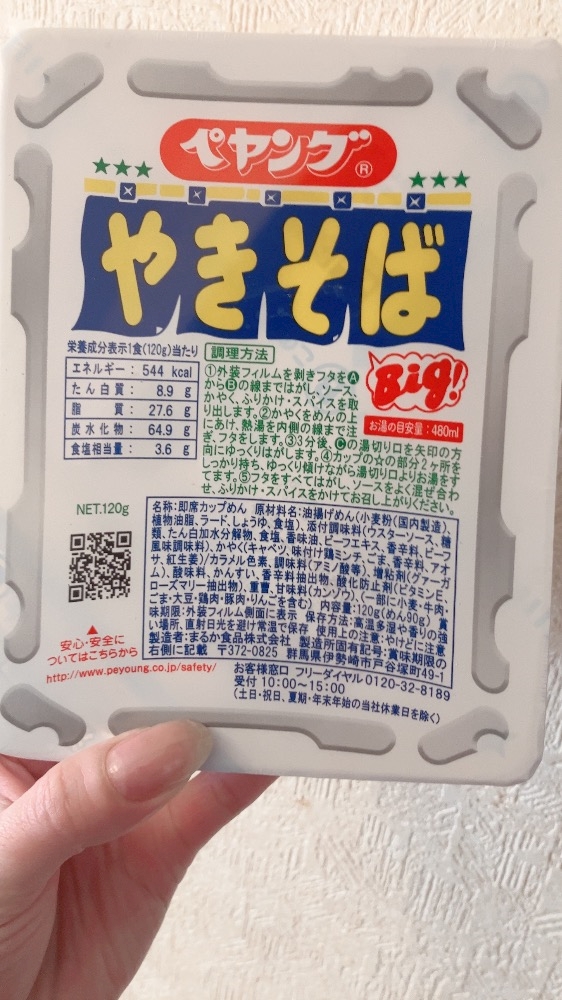 ペヤング®
やきそば
Big!
お湯の目安量:480ml
栄養成分表示1食(120g)当たり
エネルギー: 544 kcal
たん白質: 8.9 g
脂質: 27.6 g
炭水化物: 64.9 g
食塩相当量: 3.6 g
調理方法
①外装フィルムを剥きフタをⒶ
からⒷの線まではがし、ソース、
かやく、ふりかけ・スパイスを取
り出します。②かやくをめんの上
にあけ、熱湯を内側の線まで注
ぎ、フタをします。③3分後、Ⓒの湯切り口を矢印の方
向にゆっくりはがします。④カップの☆の部分2ヶ所を
しっかり持ち、ゆっくり傾けながら湯切り口よりお湯をす
てます。⑤フタをすべてはがし、ソースをよく混ぜ合わ
せ、ふりかけ・スパイスをかけてお召し上がりください。
NET.120g
名称:即席カップめん 原材料名:油揚げめん(小麦粉(国内製造)、
植物油脂、ラード、しょうゆ、食塩)、添付調味料(ウスターソース、糖
類、たん白加水分解物、食塩、香味油、ビーフエキス、香辛料、ビーフ
風味調味料)、かやく(キャベツ、味付け鶏ミンチ、ごま、香辛料、アオ
サ、紅生姜)/カラメル色素、調味料(アミノ酸等)、増粘剤(グァーガ
ム)、酸味料、かんすい、香辛料抽出物、酸化防止剤(ビタミンE、
ローズマリー抽出物)、重曹、甘味料(カンゾウ)、(一部に小麦・牛肉・
ごま・大豆・鶏肉・豚肉・りんごを含む) 内容量:120g(めん90g) 賞
味期限:外装フィルム側面に表示 保存方法:高温多湿や香りの強
い場所、直射日光を避け常温で保存 使用上の注意:やけどに注意
製造者:まるか食品株式会社 製造所固有記号:賞味期限の
右側に記載 〒372-0825 群馬県伊勢崎市戸谷塚町49-1
安心・安全に
ついてはこちらから
http://www.peyoung.co.jp/safety/
お客様窓口 フリーダイヤル 0120-32-8189
受付 10:00～15:00
(土日・祝日、夏期・年末年始の当社休業日を除く)